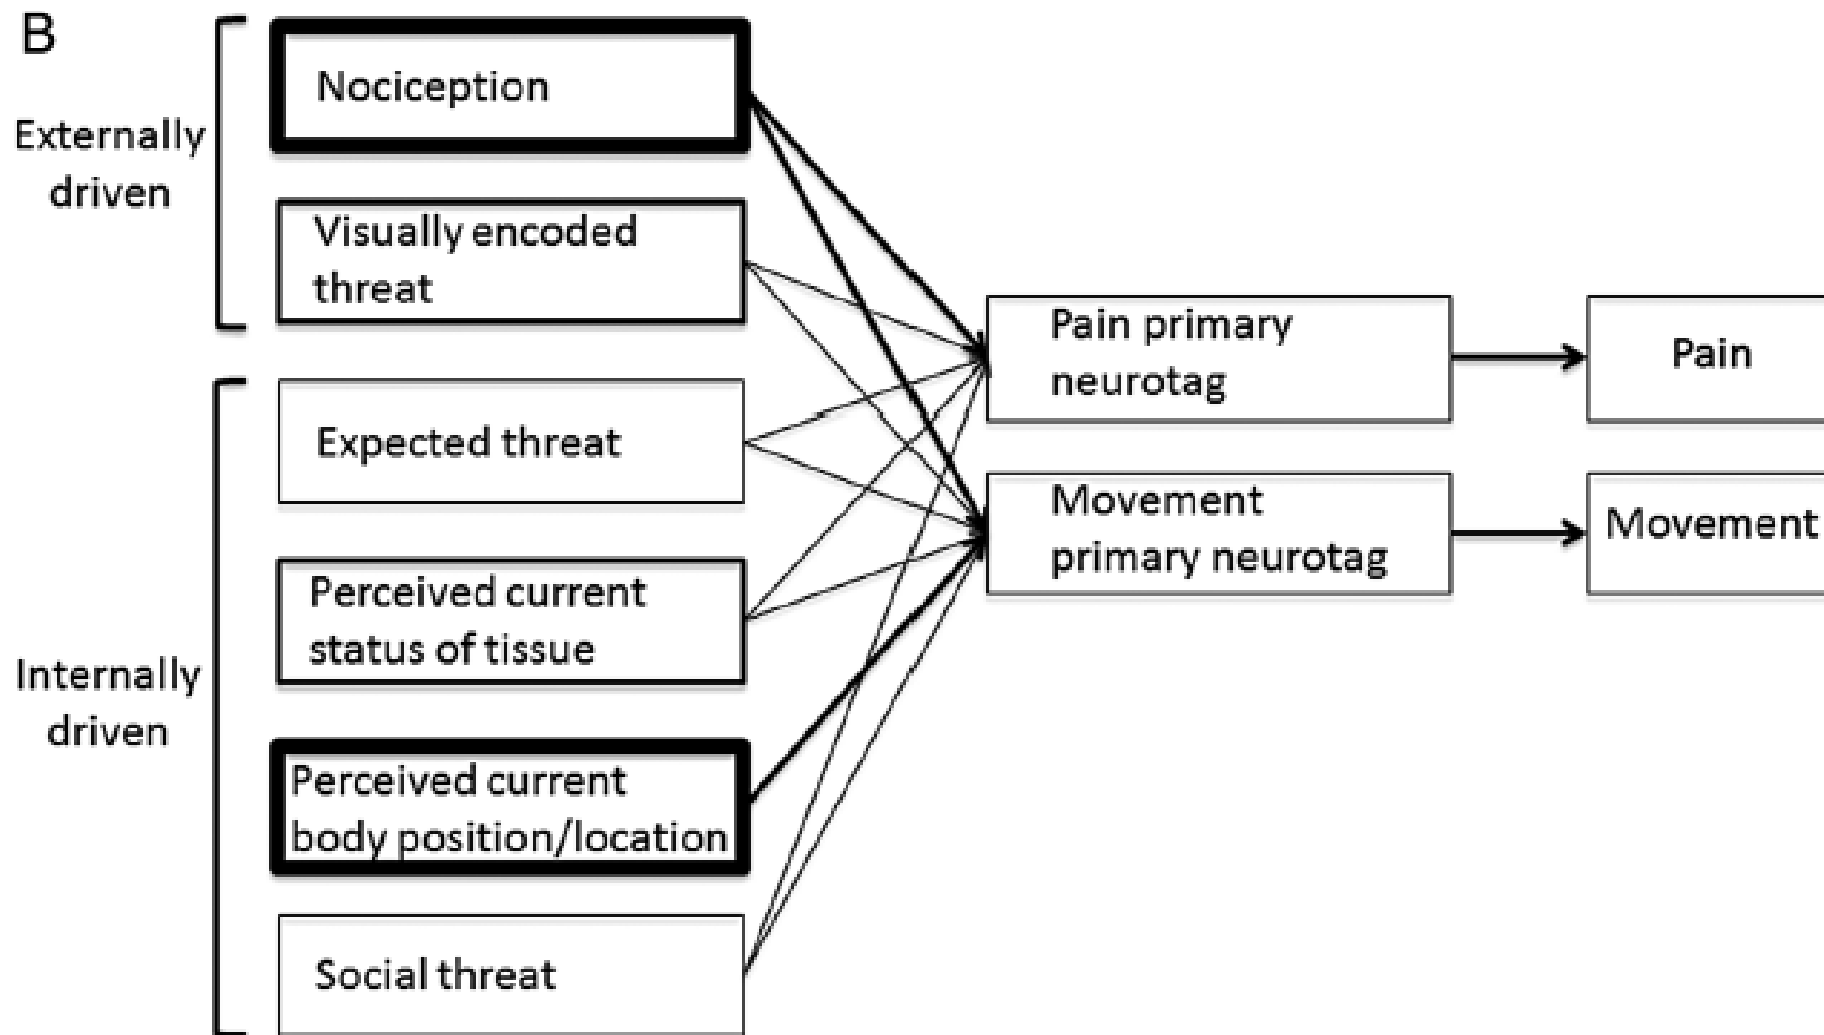 B
Externally
driven
Nociception
Visually encoded
threat
Internally
driven
Expected threat
Perceived current
status of tissue
Perceived current
body position/location
Social threat
Pain primary
neurotag
Movement
primary neurotag
Pain
Movement